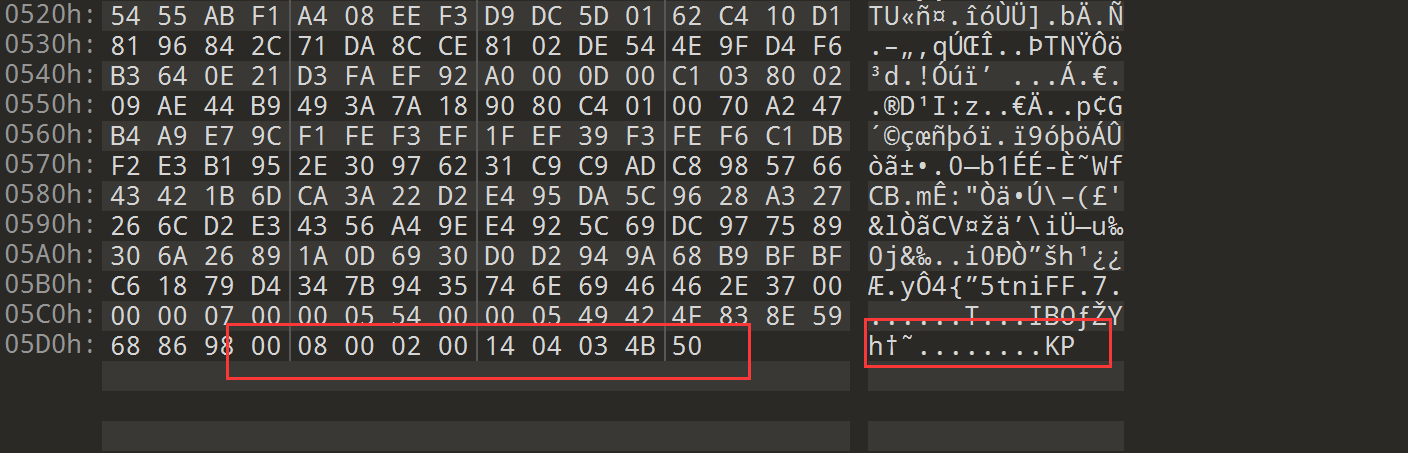 0520h: 54 55 AB F1 A4 08 EE F3 D9 DC 5D 01 62 C4 10 D1 TU«ñ¤.îóÙÜ].bÄ.Ñ
0530h: 81 96 84 2C 71 DA 8C CE 81 02 DE 54 4E 9F D4 F6 .–„,qÚŒÎ..ÞTNŸÔö
0540h: B3 64 0E 21 D3 FA EF 92 A0 00 0D 00 C1 03 80 02 ³d.!Óúï’ ...Á.€.
0550h: 09 AE 44 B9 49 3A 7A 18 90 80 C4 01 00 70 A2 47 .®D¹I:z..€Ä..p¢G
0560h: B4 A9 E7 9C F1 FE F3 EF 1F EF 39 F3 FE F6 C1 DB ´©çœñþóï.ï9óþöÁÛ
0570h: F2 E3 B1 95 2E 30 97 62 31 C9 C9 AD C8 98 57 66 òã±•.0—b1ÉÉ-È˜Wf
0580h: 43 42 1B 6D CA 3A 22 D2 E4 95 DA 5C 96 28 A3 27 CB.mÊ:"Òä•Ú\–(£'
0590h: 26 6C D2 E3 43 56 A4 9E E4 92 5C 69 DC 97 75 89 &lÒãCV¤žä’\iÜ—u‰
05A0h: 30 6A 26 89 1A 0D 69 30 D0 D2 94 9A 68 B9 BF BF 0j&‰..i0ÐÒ”šh¹¿¿
05B0h: C6 18 79 D4 34 7B 94 35 74 6E 69 46 46 2E 37 00 Æ.yÔ4{”5tniFF.7.
05C0h: 00 00 07 00 00 05 54 00 00 05 49 42 4F 83 8E 59 ......T...IBOƒŽY
05D0h: 68 86 98 00 08 00 02 00 14 04 03 4B 50 h†˜........KP